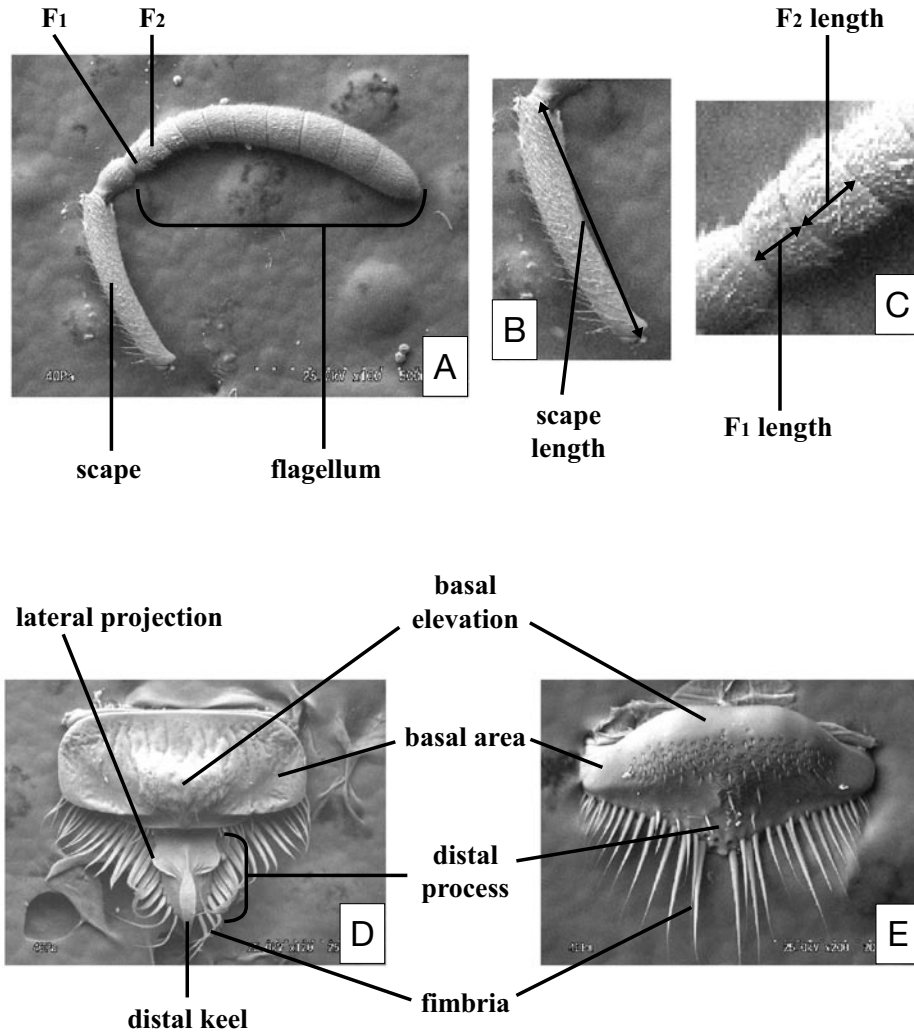 F1
F2
F2 length
A
B
C
40Pa
scape
flagellum
scape
length
F1 length
basal
elevation
lateral projection
basal area
distal
process
D
E
distal keel
fimbria